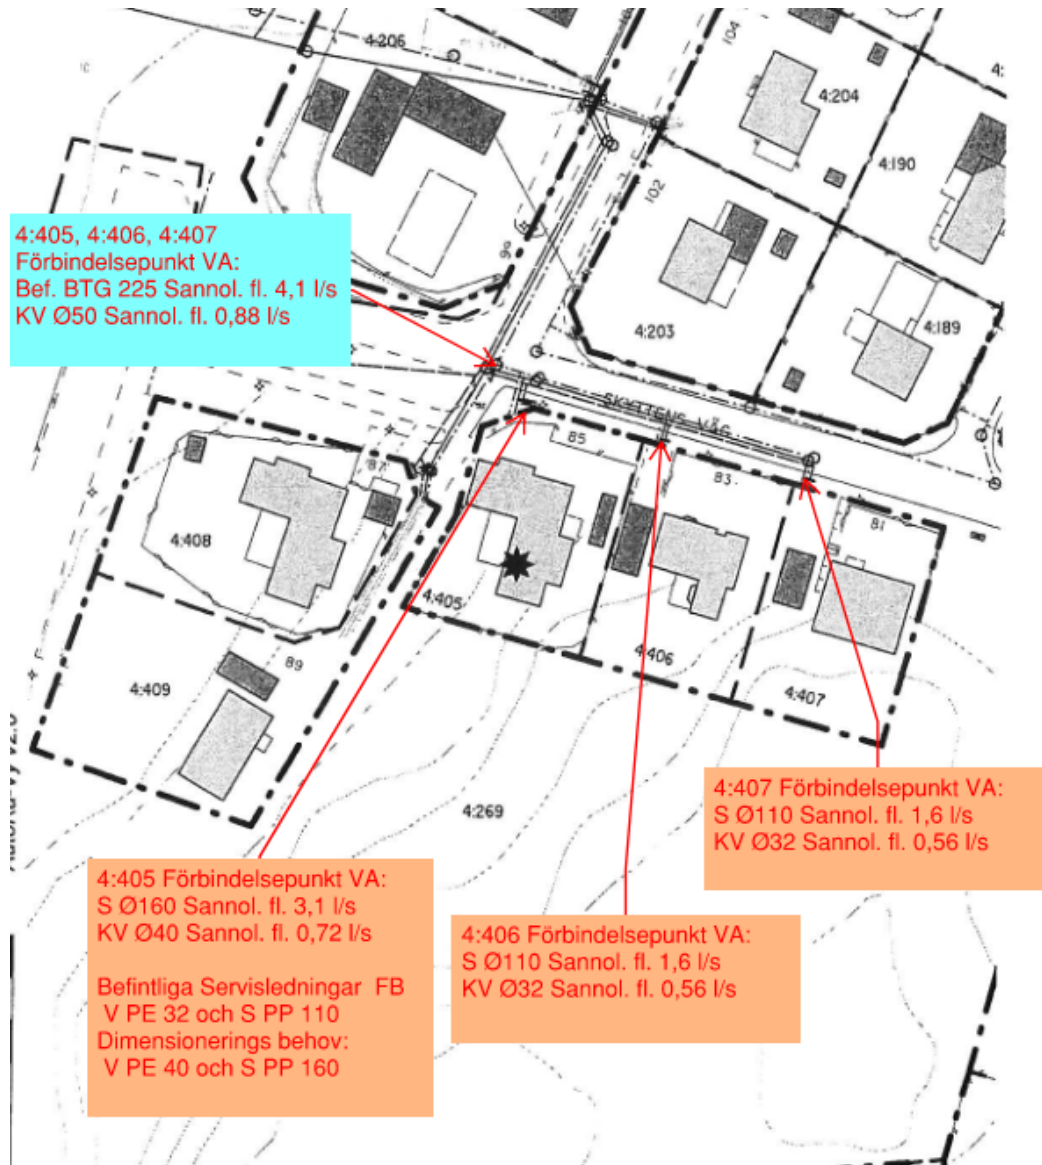 104
4:206
4:204
4:
4:190
102
99
4:405, 4:406, 4:407
Förbindelsepunkt VA:
Bef. BTG 225 Sannol. fl. 4,1 l/s
KV Ø50 Sannol. fl. 0,88 l/s
4:203
4:189
SKYTTENS VÄG
85
87
83
81
4:408
4:405
4:406
4:407
89
4:409
4:269
4:407 Förbindelsepunkt VA:
S Ø110 Sannol. fl. 1,6 l/s
KV Ø32 Sannol. fl. 0,56 l/s
4:405 Förbindelsepunkt VA:
S Ø160 Sannol. fl. 3,1 l/s
KV Ø40 Sannol. fl. 0,72 l/s
Befintliga Servisledningar FB
V PE 32 och S PP 110
Dimensionerings behov:
V PE 40 och S PP 160
4:406 Förbindelsepunkt VA:
S Ø110 Sannol. fl. 1,6 l/s
KV Ø32 Sannol. fl. 0,56 l/s